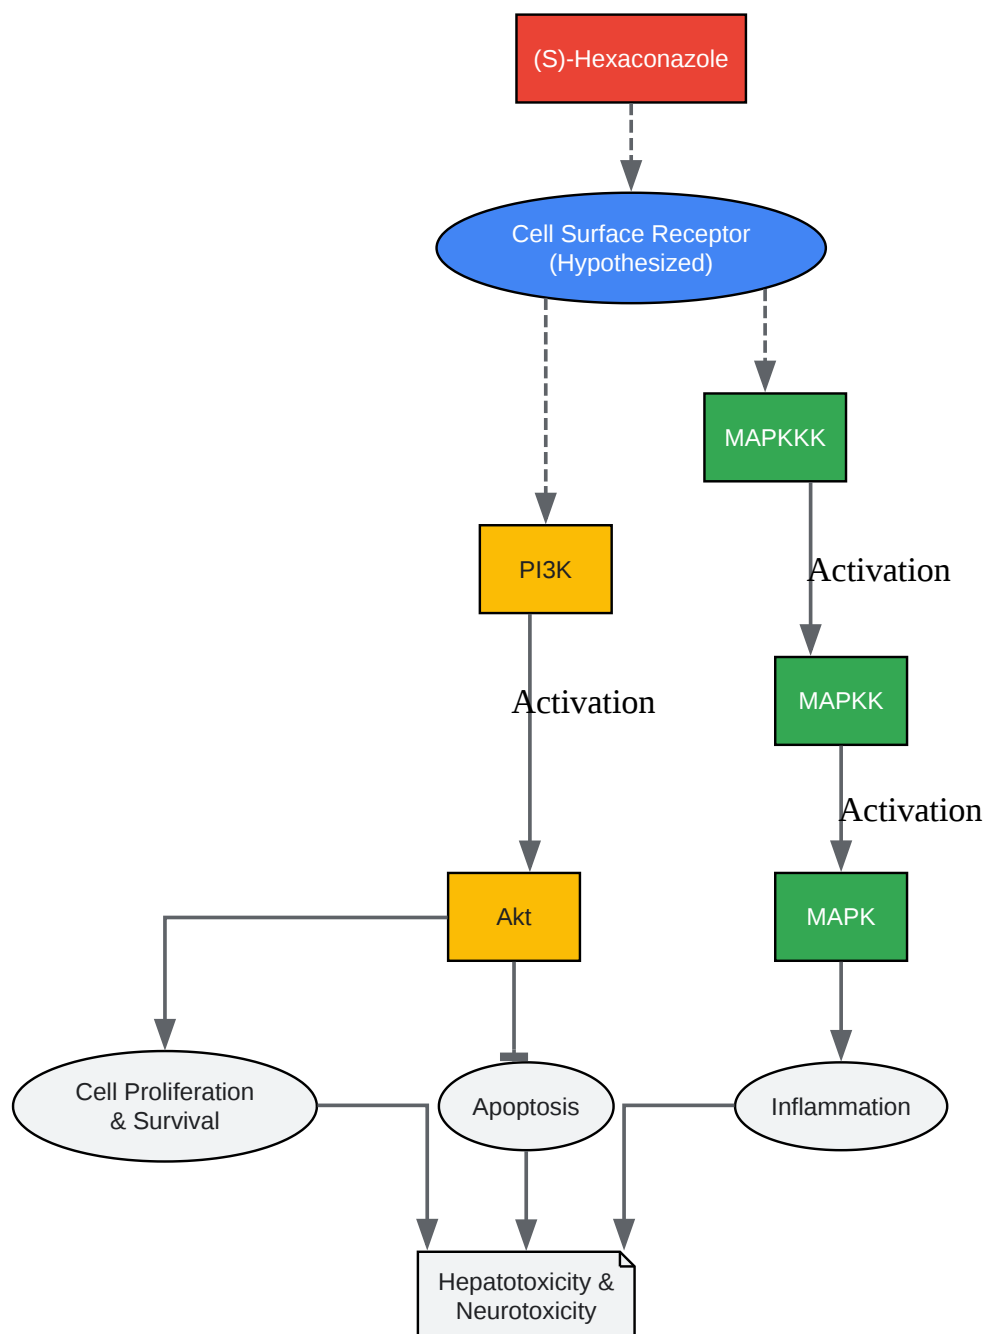 (S)-Hexaconazole
Cell Surface Receptor
(Hypothesized)
MAPKKK
PI3K
Activation
MAPKK
Activation
Activation
Akt
MAPK
Cell Proliferation
& Survival
Apoptosis
Inflammation
Hepatotoxicity &
Neurotoxicity